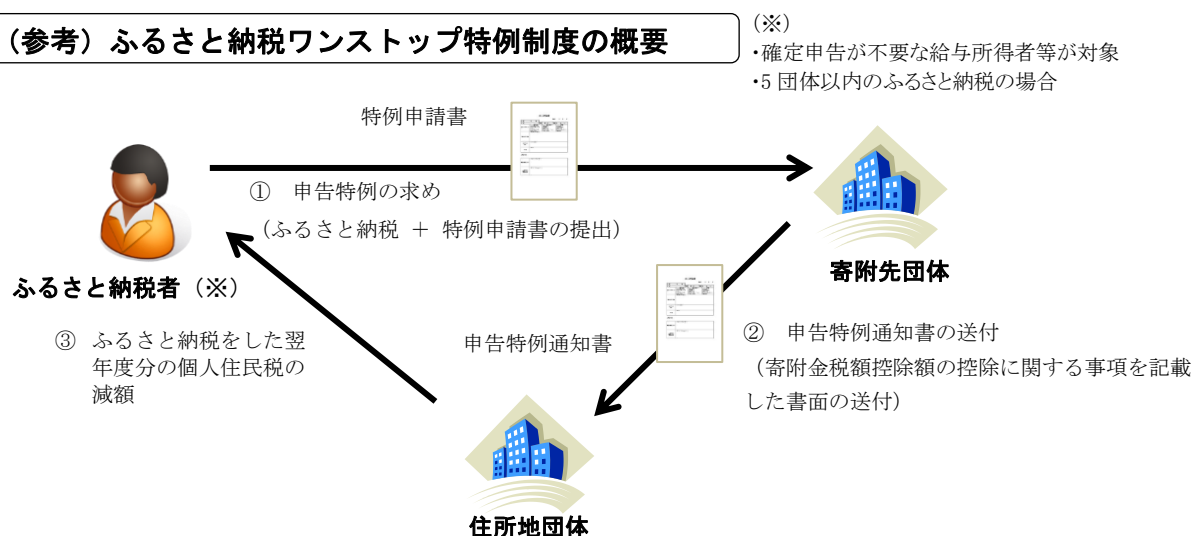 （参考）ふるさと納税ワンストップ特例制度の概要
（※）
・確定申告が不要な給与所得者等が対象
・5 団体以内のふるさと納税の場合
特例申請書
① 申告特例の求め
（ふるさと納税 ＋ 特例申請書の提出）
ふるさと納税者（※）
寄附先団体
③ ふるさと納税をした翌
年度分の個人住民税の
減額
申告特例通知書
② 申告特例通知書の送付
（寄附金税額控除額の控除に関する事項を記載
した書面の送付）
住所地団体